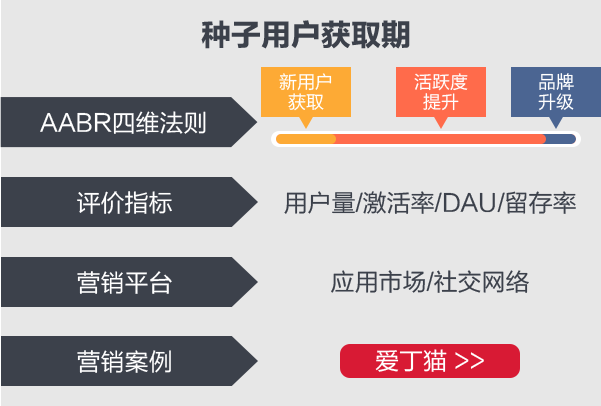 种子用户获取期
新用户
获取
活跃度
提升
品牌
升级
AABR四维法则
评价指标
用户量/激活率/DAU/留存率
营销平台
应用市场/社交网络
营销案例
爱丁猫 >>